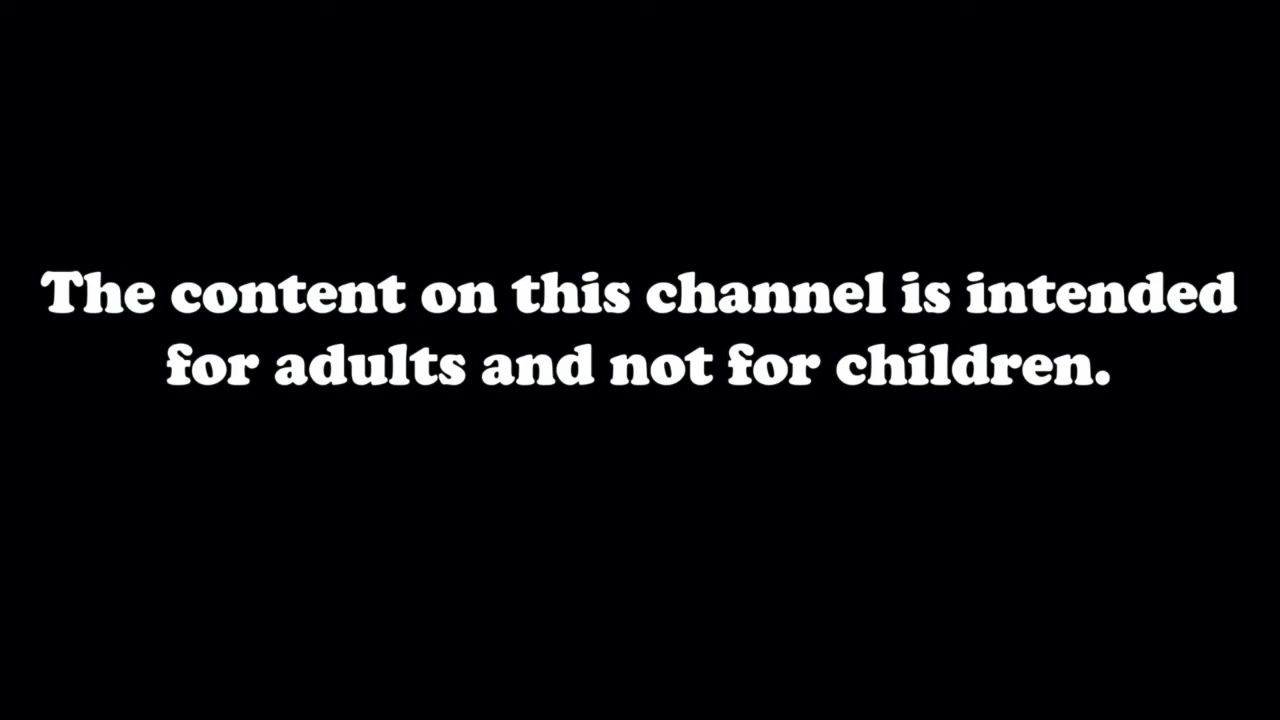 The content on this channel is intended
for adults and not for children.